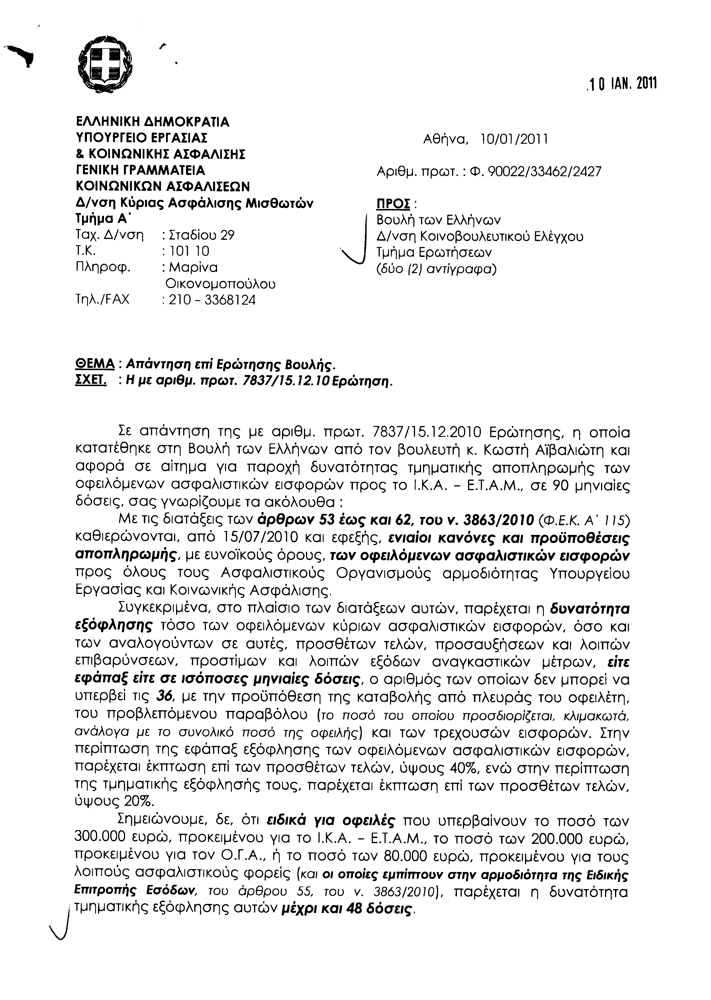 10 ΙΑΝ. 2011
ΕΛΛΗΝΙΚΗ ΔΗΜΟΚΡΑΤΙΑ
ΥΠΟΥΡΓΕΙΟ ΕΡΓΑΣΙΑΣ
& ΚΟΙΝΩΝΙΚΗΣ ΑΣΦΑΛΙΣΗΣ
ΓΕΝΙΚΗ ΓΡΑΜΜΑΤΕΙΑ
ΚΟΙΝΩΝΙΚΩΝ ΑΣΦΑΛΙΣΕΩΝ
Δ/νση Κύριας Ασφάλισης Μισθωτών
Τμήμα Α΄
Ταχ. Δ/νση : Σταδίου 29
Τ.Κ. : 101 10
Πληροφ. : Μαρίνα
Οικονομοπούλου
Τηλ./FAX : 210 – 3368124
Αθήνα, 10/01/2011
Αριθμ. πρωτ. : Φ. 90022/33462/2427
ΠΡΟΣ :
Βουλή των Ελλήνων
Δ/νση Κοινοβουλευτικού Ελέγχου
Τμήμα Ερωτήσεων
(δύο (2) αντίγραφα)
ΘΕΜΑ : Απάντηση επί Ερώτησης Βουλής.
ΣΧΕΤ. : Η με αριθμ. πρωτ. 7837/15.12.10 Ερώτηση.
Σε απάντηση της με αριθμ. πρωτ. 7837/15.12.2010 Ερώτησης, η οποία
κατατέθηκε στη Βουλή των Ελλήνων από τον βουλευτή κ. Κωστή Αϊβαλιώτη και
αφορά σε αίτημα για παροχή δυνατότητας τμηματικής αποπληρωμής των
οφειλόμενων ασφαλιστικών εισφορών προς το Ι.Κ.Α. – Ε.Τ.Α.Μ., σε 90 μηνιαίες
δόσεις, σας γνωρίζουμε τα ακόλουθα :
Με τις διατάξεις των άρθρων 53 έως και 62, του ν. 3863/2010 (Φ.Ε.Κ. Α΄ 115)
καθιερώνονται, από 15/07/2010 και εφεξής, ενιαίοι κανόνες και προϋποθέσεις
αποπληρωμής, με ευνοϊκούς όρους, των οφειλόμενων ασφαλιστικών εισφορών
προς όλους τους Ασφαλιστικούς Οργανισμούς αρμοδιότητας Υπουργείου
Εργασίας και Κοινωνικής Ασφάλισης.
Συγκεκριμένα, στο πλαίσιο των διατάξεων αυτών, παρέχεται η δυνατότητα
εξόφλησης τόσο των οφειλόμενων κύριων ασφαλιστικών εισφορών, όσο και
των αναλογούντων σε αυτές, προσθέτων τελών, προσαυξήσεων και λοιπών
επιβαρύνσεων, προστίμων και λοιπών εξόδων αναγκαστικών μέτρων, είτε
εφάπαξ είτε σε ισόποσες μηνιαίες δόσεις, ο αριθμός των οποίων δεν μπορεί να
υπερβεί τις 36, με την προϋπόθεση της καταβολής από πλευράς του οφειλέτη,
του προβλεπόμενου παραβόλου (το ποσό του οποίου προσδιορίζεται, κλιμακωτά,
ανάλογα με το συνολικό ποσό της οφειλής) και των τρεχουσών εισφορών. Στην
περίπτωση της εφάπαξ εξόφλησης των οφειλόμενων ασφαλιστικών εισφορών,
παρέχεται έκπτωση επί των προσθέτων τελών, ύψους 40%, ενώ στην περίπτωση
της τμηματικής εξόφλησής τους, παρέχεται έκπτωση επί των προσθέτων τελών,
ύψους 20%.
Σημειώνουμε, δε, ότι ειδικά για οφειλές που υπερβαίνουν το ποσό των
300.000 ευρώ, προκειμένου για το Ι.Κ.Α. – Ε.Τ.Α.Μ., το ποσό των 200.000 ευρώ,
προκειμένου για τον Ο.Γ.Α., ή το ποσό των 80.000 ευρώ, προκειμένου για τους
λοιπούς ασφαλιστικούς φορείς (και οι οποίες εμπίπτουν στην αρμοδιότητα της Ειδικής
Επιτροπής Εσόδων, του άρθρου 55, του ν. 3863/2010), παρέχεται η δυνατότητα
τμηματικής εξόφλησης αυτών μέχρι και 48 δόσεις.